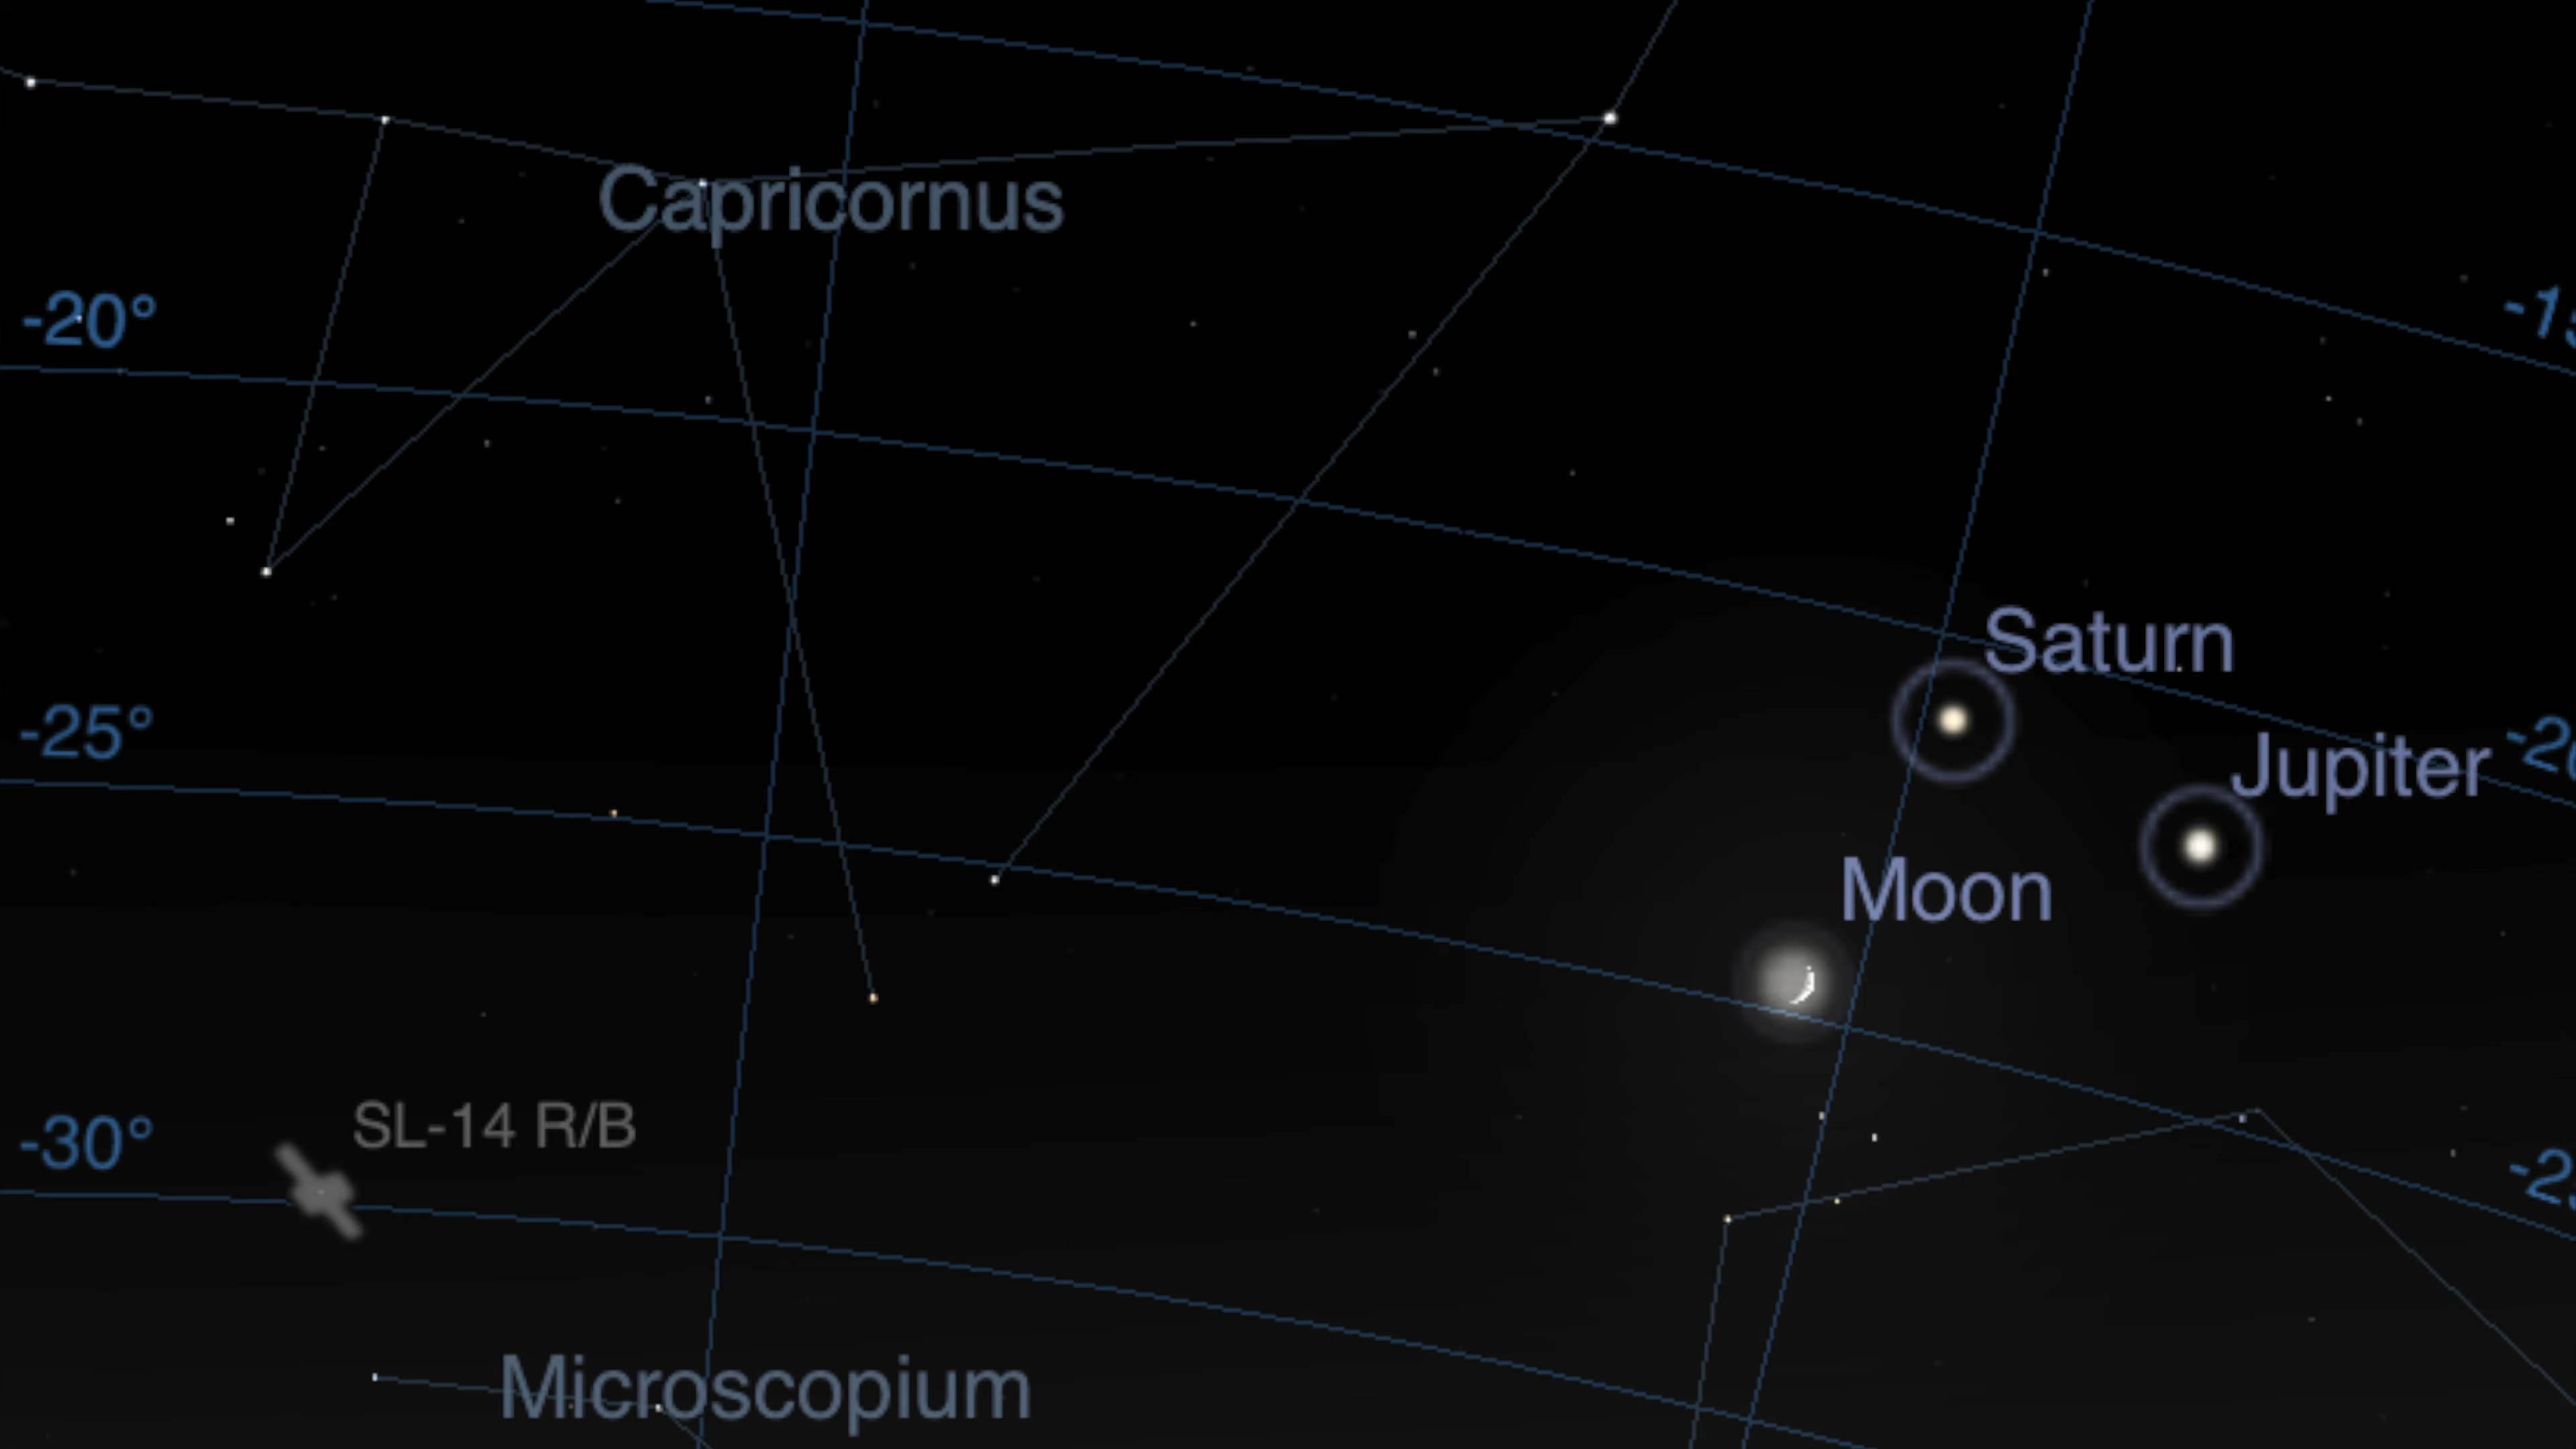 Capricornus
-20°
Saturn
Jupiter
-25°
Moon
SL-14 R/B
-30°
Microscopium